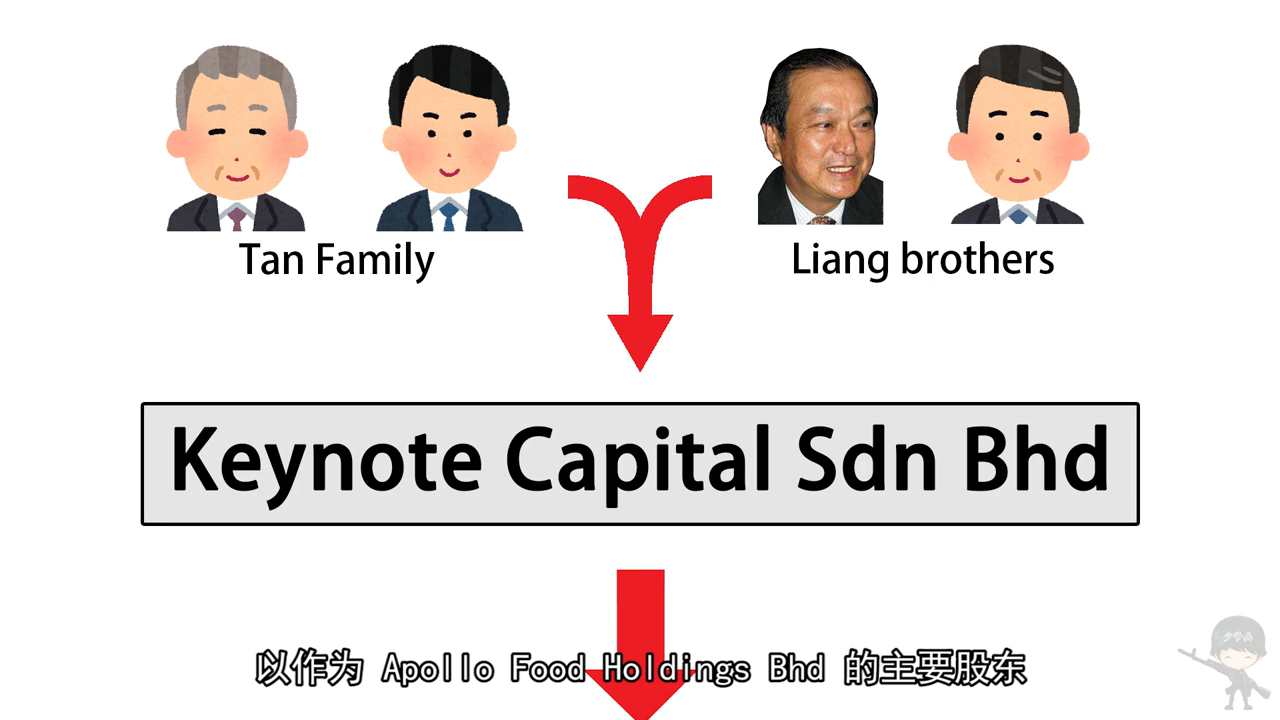 Tan Family
Liang brothers
Keynote Capital Sdn Bhd
以作为 Apollo Food Holdings Bhd 的主要股东